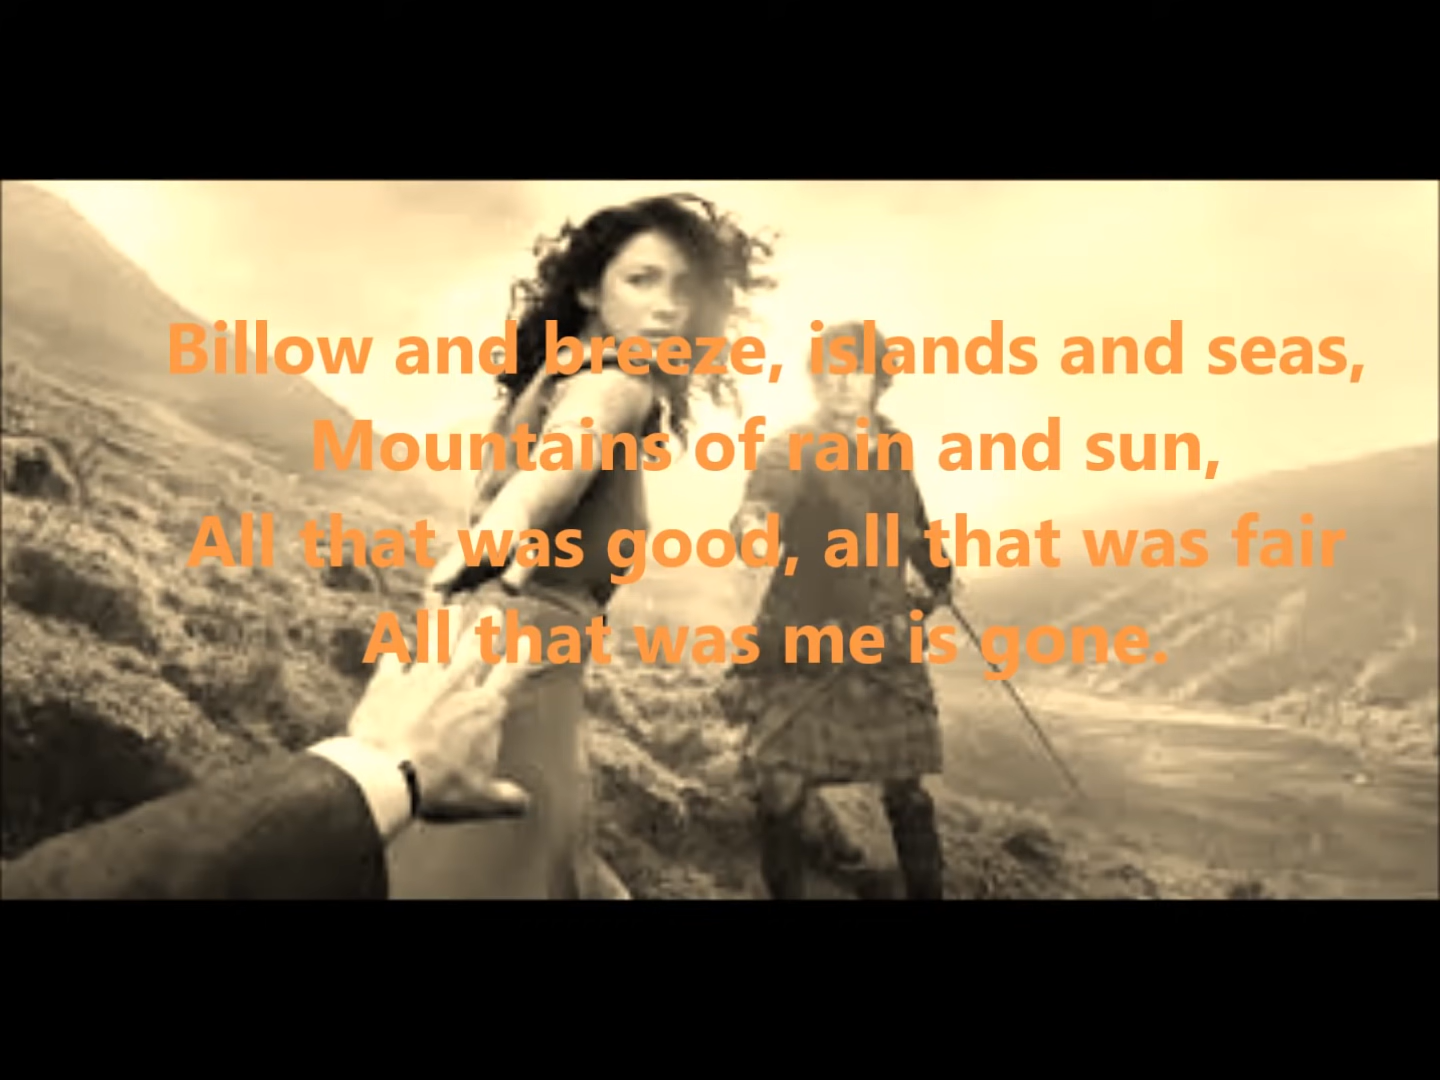 Billow and breeze, islands and seas,
Mountains of rain and sun,
All that was good, all that was fair
All that was me is gone.